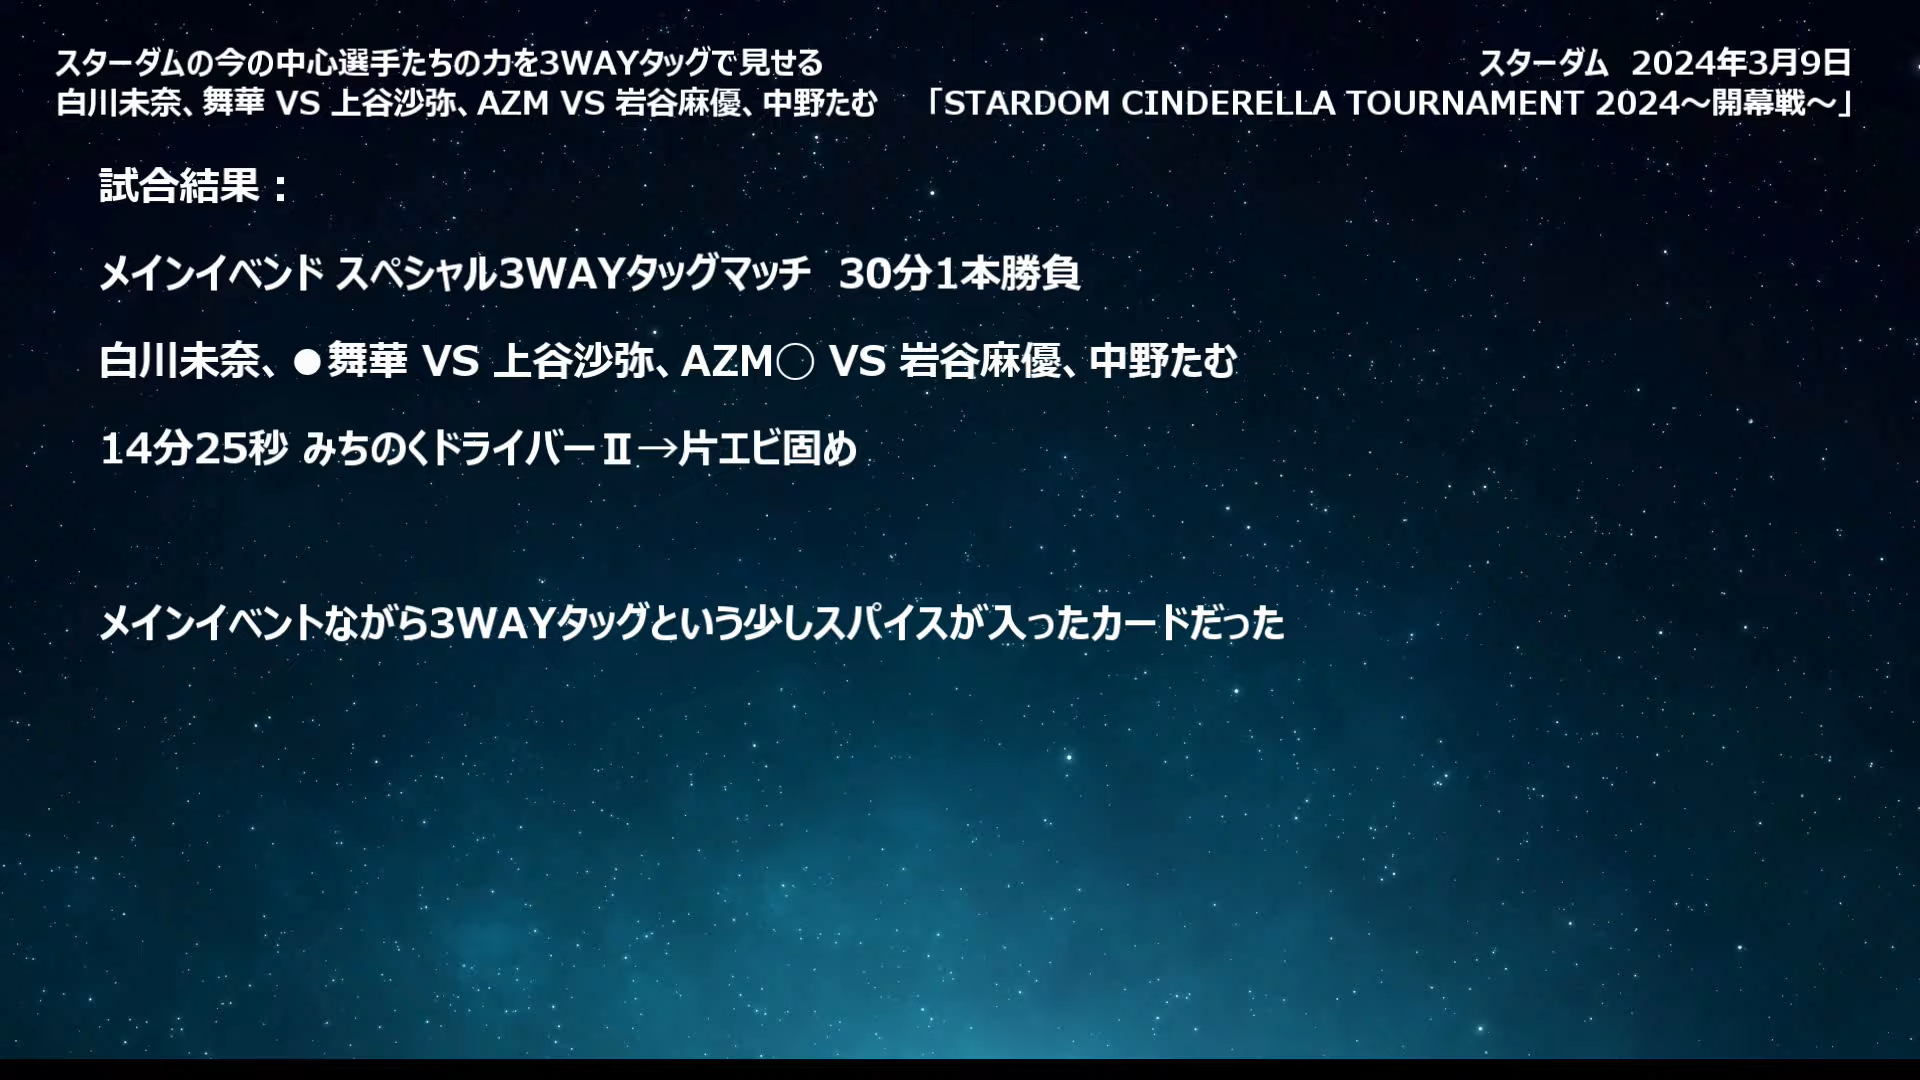 スターダムの今の中心選手たちの力を3WAYタッグで見せる
スターダム 2024年3月9日
白川未奈、舞華 VS 上谷沙弥、AZM VS 岩谷麻優、中野たむ
「STARDOM CINDERELLA TOURNAMENT 2024～開幕戦～」
試合結果：
メインイベンド スペシャル3WAYタッグマッチ 30分1本勝負
白川未奈、●舞華 VS 上谷沙弥、AZM○ VS 岩谷麻優、中野たむ
14分25秒 みちのくドライバーⅡ→片エビ固め
メインイベントながら3WAYタッグという少しスパイスが入ったカードだった